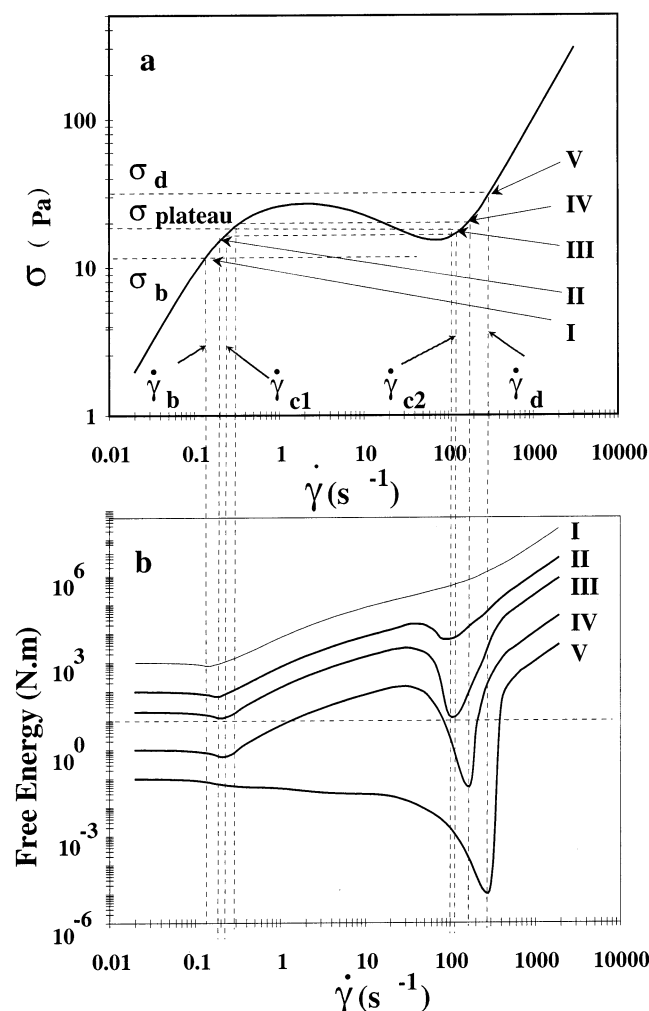 a
100
σ d
V
σ plateau
IV
σ ( Pa)
III
10
σ b
II
I
γ̇ b
γ̇ c1
γ̇ c2
γ̇ d
1
0.01 0.1 1 10 100 1000 10000
γ̇ (s -1)
b
I
10 6
II
III
10 3
IV
V
10 0
Free Energy (N.m)
10 -3
10 -6
0.01 0.1 1 10 100 1000 10000
γ̇ (s -1)